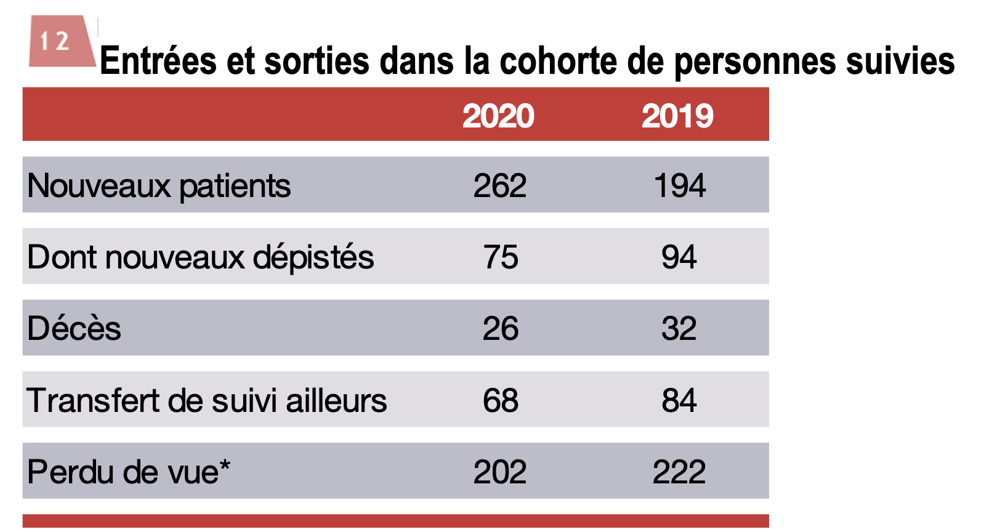 12
Entrées et sorties dans la cohorte de personnes suivies
2020 2019
Nouveaux patients 262 194
Dont nouveaux dépistés 75 94
Décès 26 32
Transfert de suivi ailleurs 68 84
Perdu de vue* 202 222